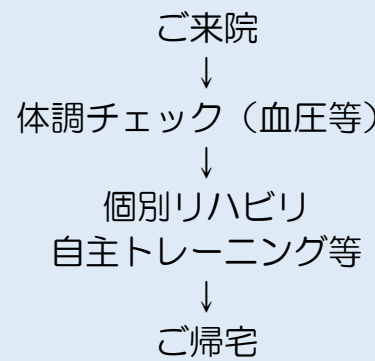 ご来院
↓
体調チェック（血圧等）
↓
個別リハビリ
自主トレーニング等
↓
ご帰宅